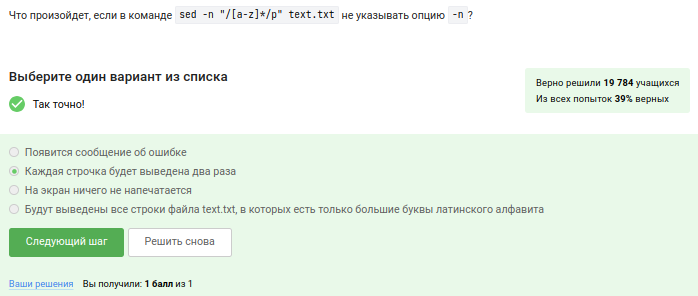 Что произойдет, если в команде sed -n "/[a-z]*/p" text.txt не указывать опцию -n ?
Выберите один вариант из списка
Так точно!
Верно решили 19 784 учащихся
Из всех попыток 39% верных
Появится сообщение об ошибке
Каждая строчка будет выведена два раза
На экран ничего не напечатается
Будут выведены все строки файла text.txt, в которых есть только большие буквы латинского алфавита
Следующий шаг
Решить снова
Ваши решения Вы получили: 1 балл из 1